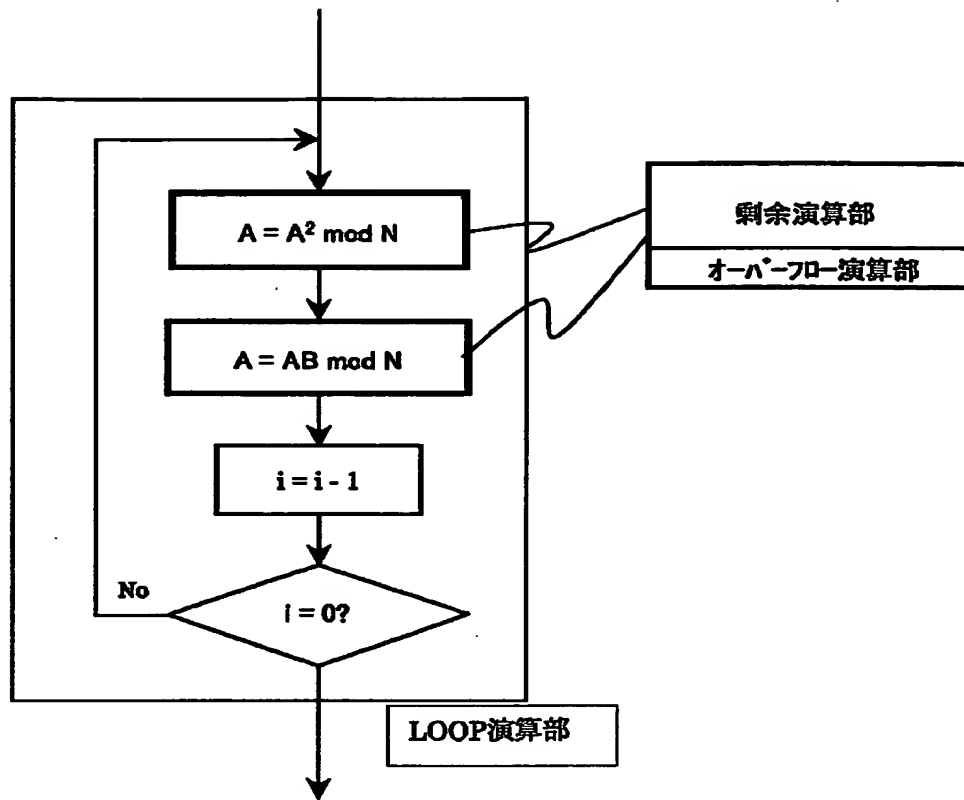 A = A² mod N
剰余演算部
オーバーフロー演算部
A = AB mod N
i = i - 1
No
i = 0?
LOOP演算部